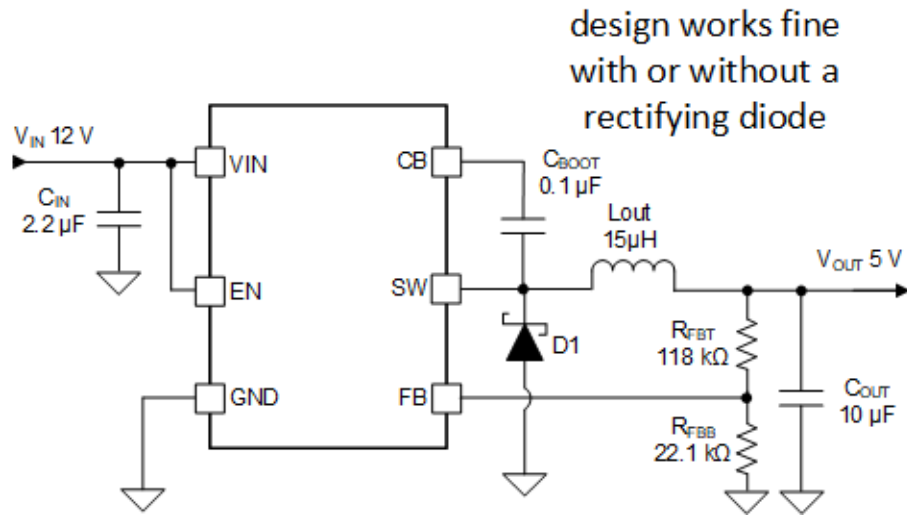 design works fine
with or without a
rectifying diode
VIN 12 V
CIN
2.2 µF
VIN
EN
GND
CB
SW
FB
CBOOT
0.1 µF
Lout
15µH
D1
VOUT 5 V
RFBT
118 kΩ
RFBB
22.1 kΩ
COUT
10 µF